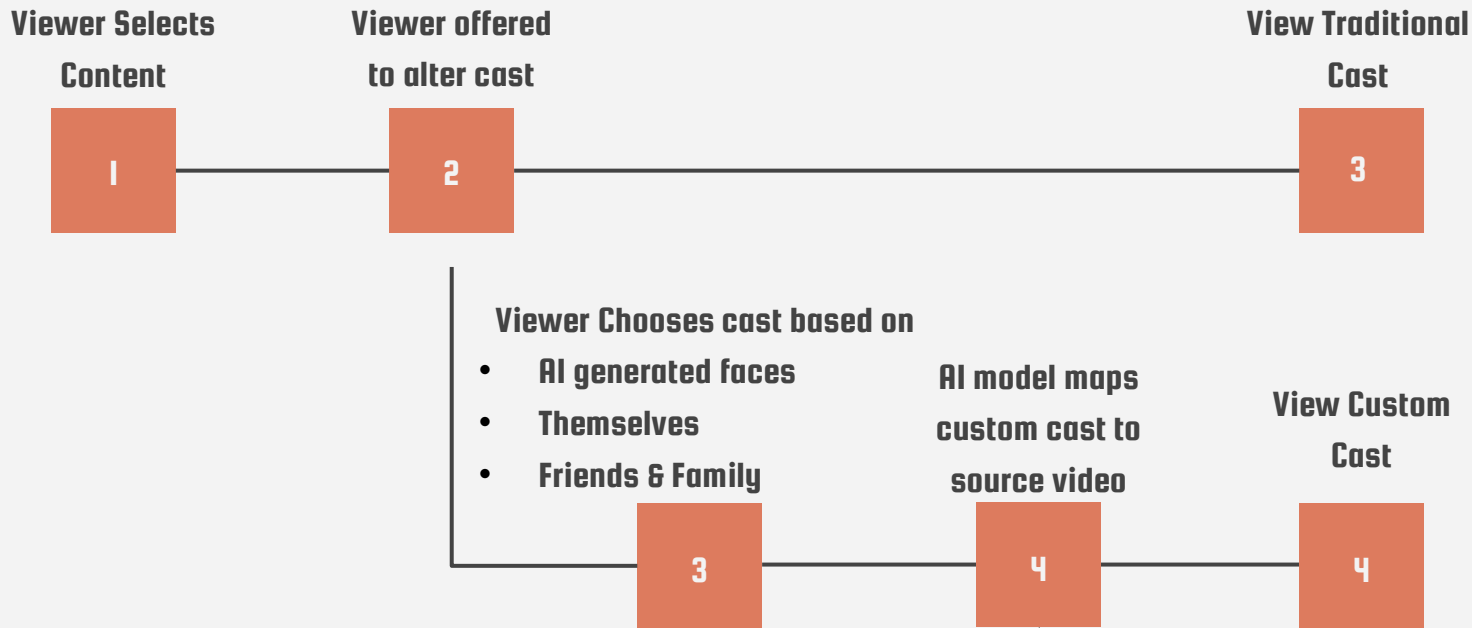 Viewer Selects
Content
Viewer offered
to alter cast
View Traditional
Cast
1
2
3
Viewer Chooses cast based on
• AI generated faces
• Themselves
• Friends & Family
AI model maps
custom cast to
source video
View Custom
Cast
3
4
4